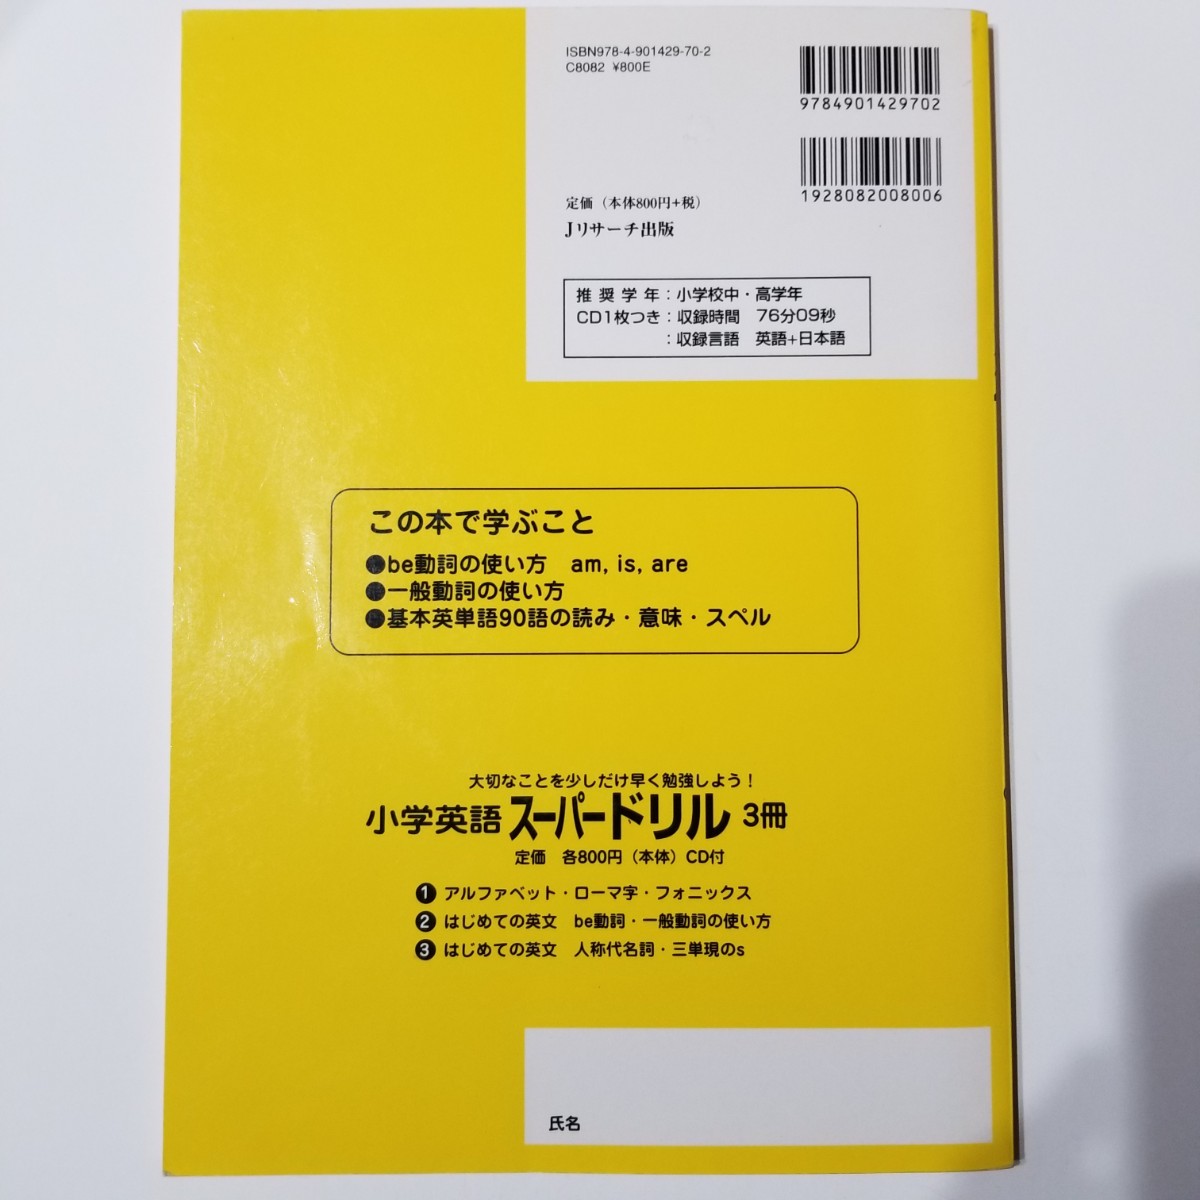 ISBN978-4-901429-70-2
C8082 ¥800E
9784901429702
1928082008006
定価（本体800円+税）
Jリサーチ出版
推奨学年：小学校中・高学年
CD1枚つき：収録時間　76分09秒
：収録言語　英語+日本語
この本で学ぶこと
●be動詞の使い方　am, is, are
●一般動詞の使い方
●基本英単語90語の読み・意味・スペル
大切なことを少しだけ早く勉強しよう！
小学英語 スーパードリル 3冊
定価　各800円（本体）CD付
❶ アルファベット・ローマ字・フォニックス
❷ はじめての英文　be動詞・一般動詞の使い方
❸ はじめての英文　人称代名詞・三単現のs
氏名